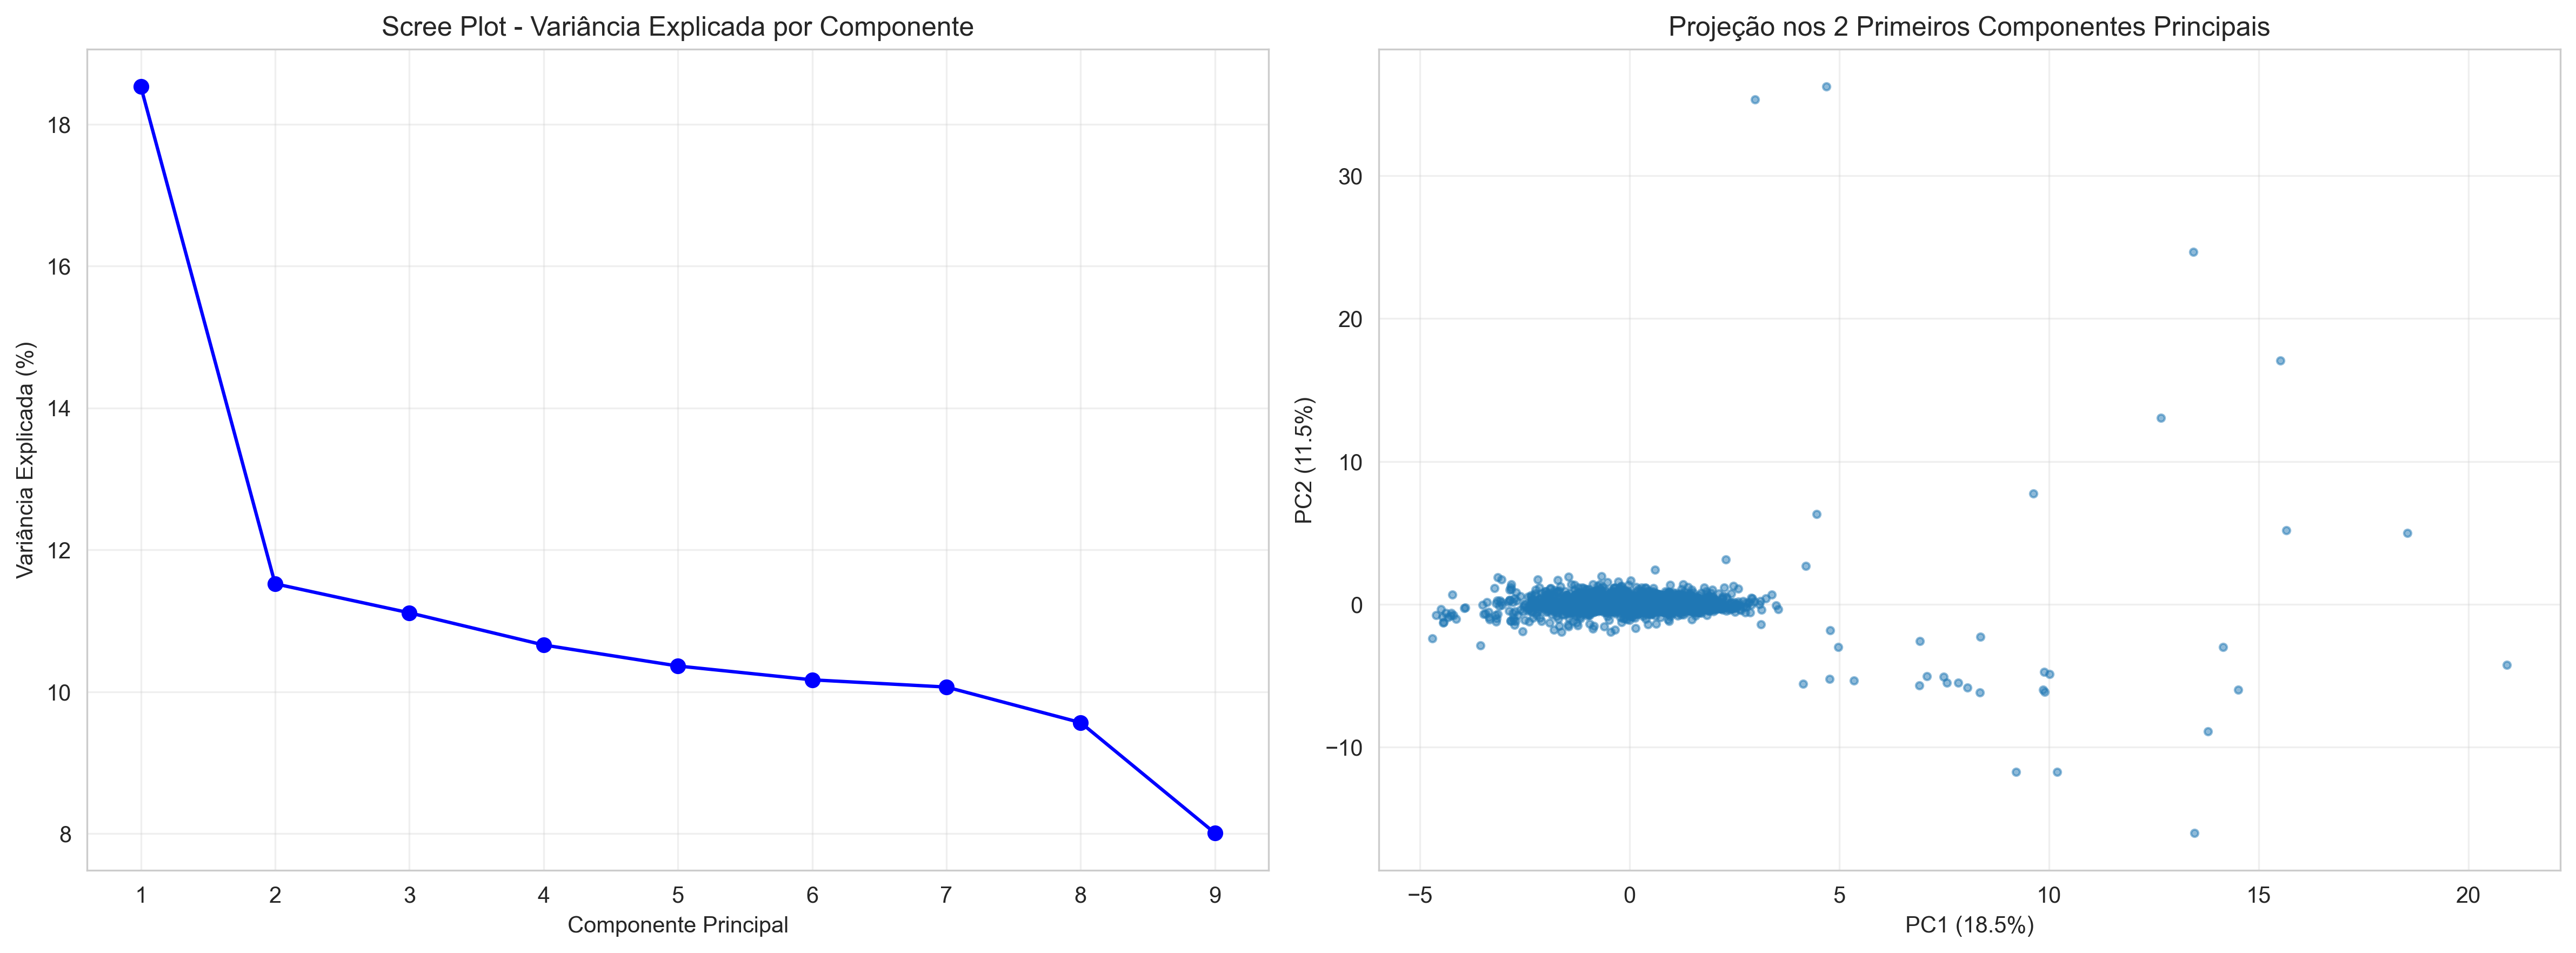 Scree Plot - Variância Explicada por Componente
Variância Explicada (%)
18
16
14
12
10
8
1 2 3 4 5 6 7 8 9
Componente Principal
Projeção nos 2 Primeiros Componentes Principais
PC2 (11.5%)
30
20
10
0
−10
−5 0 5 10 15 20
PC1 (18.5%)